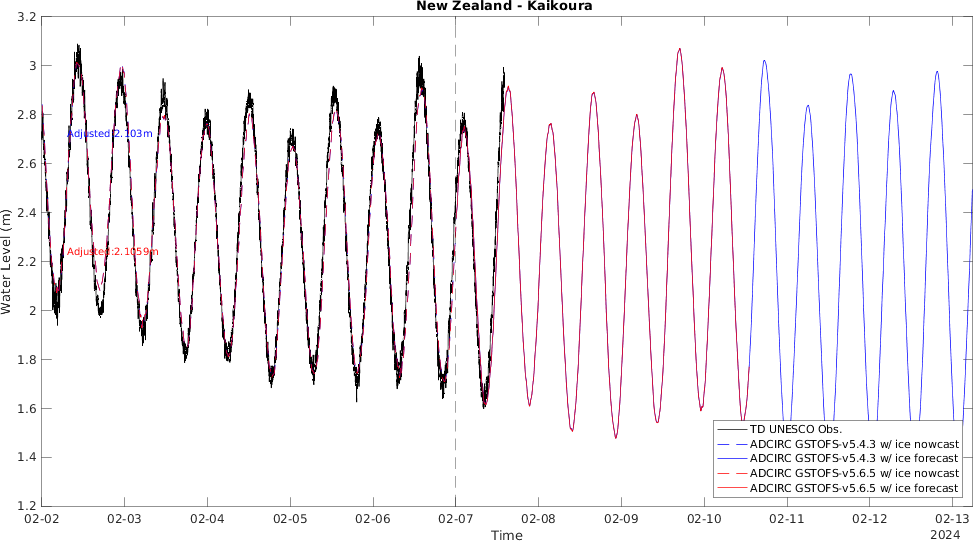 New Zealand - Kaikoura
3.2
3
2.8
2.6
2.4
2.2
2
1.8
1.6
1.4
1.2
Water Level (m)
Adjusted:2.103m
Adjusted:2.1059m
TD UNESCO Obs.
ADCIRC GSTOFS-v5.4.3 w/ ice nowcast
ADCIRC GSTOFS-v5.4.3 w/ ice forecast
ADCIRC GSTOFS-v5.6.5 w/ ice nowcast
ADCIRC GSTOFS-v5.6.5 w/ ice forecast
02-02 02-03 02-04 02-05 02-06 02-07 02-08 02-09 02-10 02-11 02-12 02-13
Time
2024